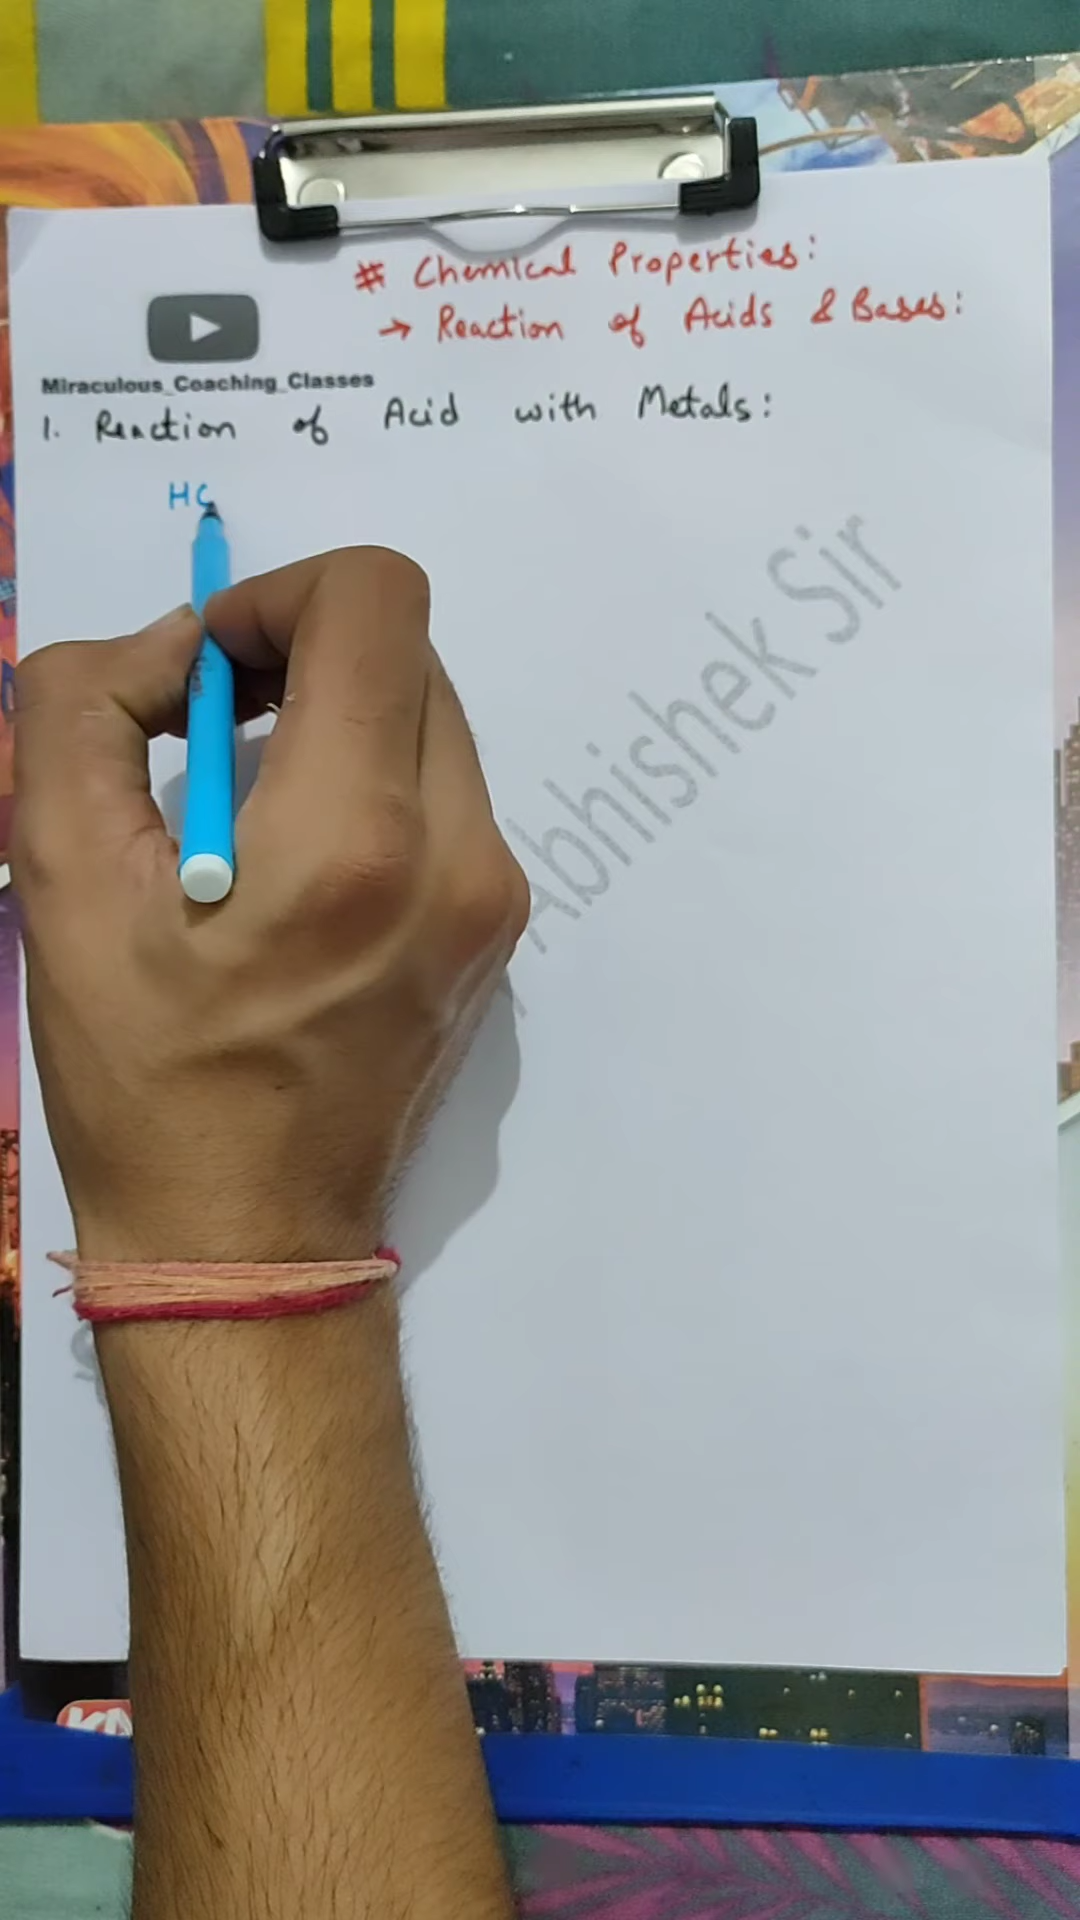 # Chemical Properties:
→ Reaction of Acids & Bases:
Miraculous_Coaching_Classes
1. Reaction of Acid with Metals:
HC
Abhishek Sir